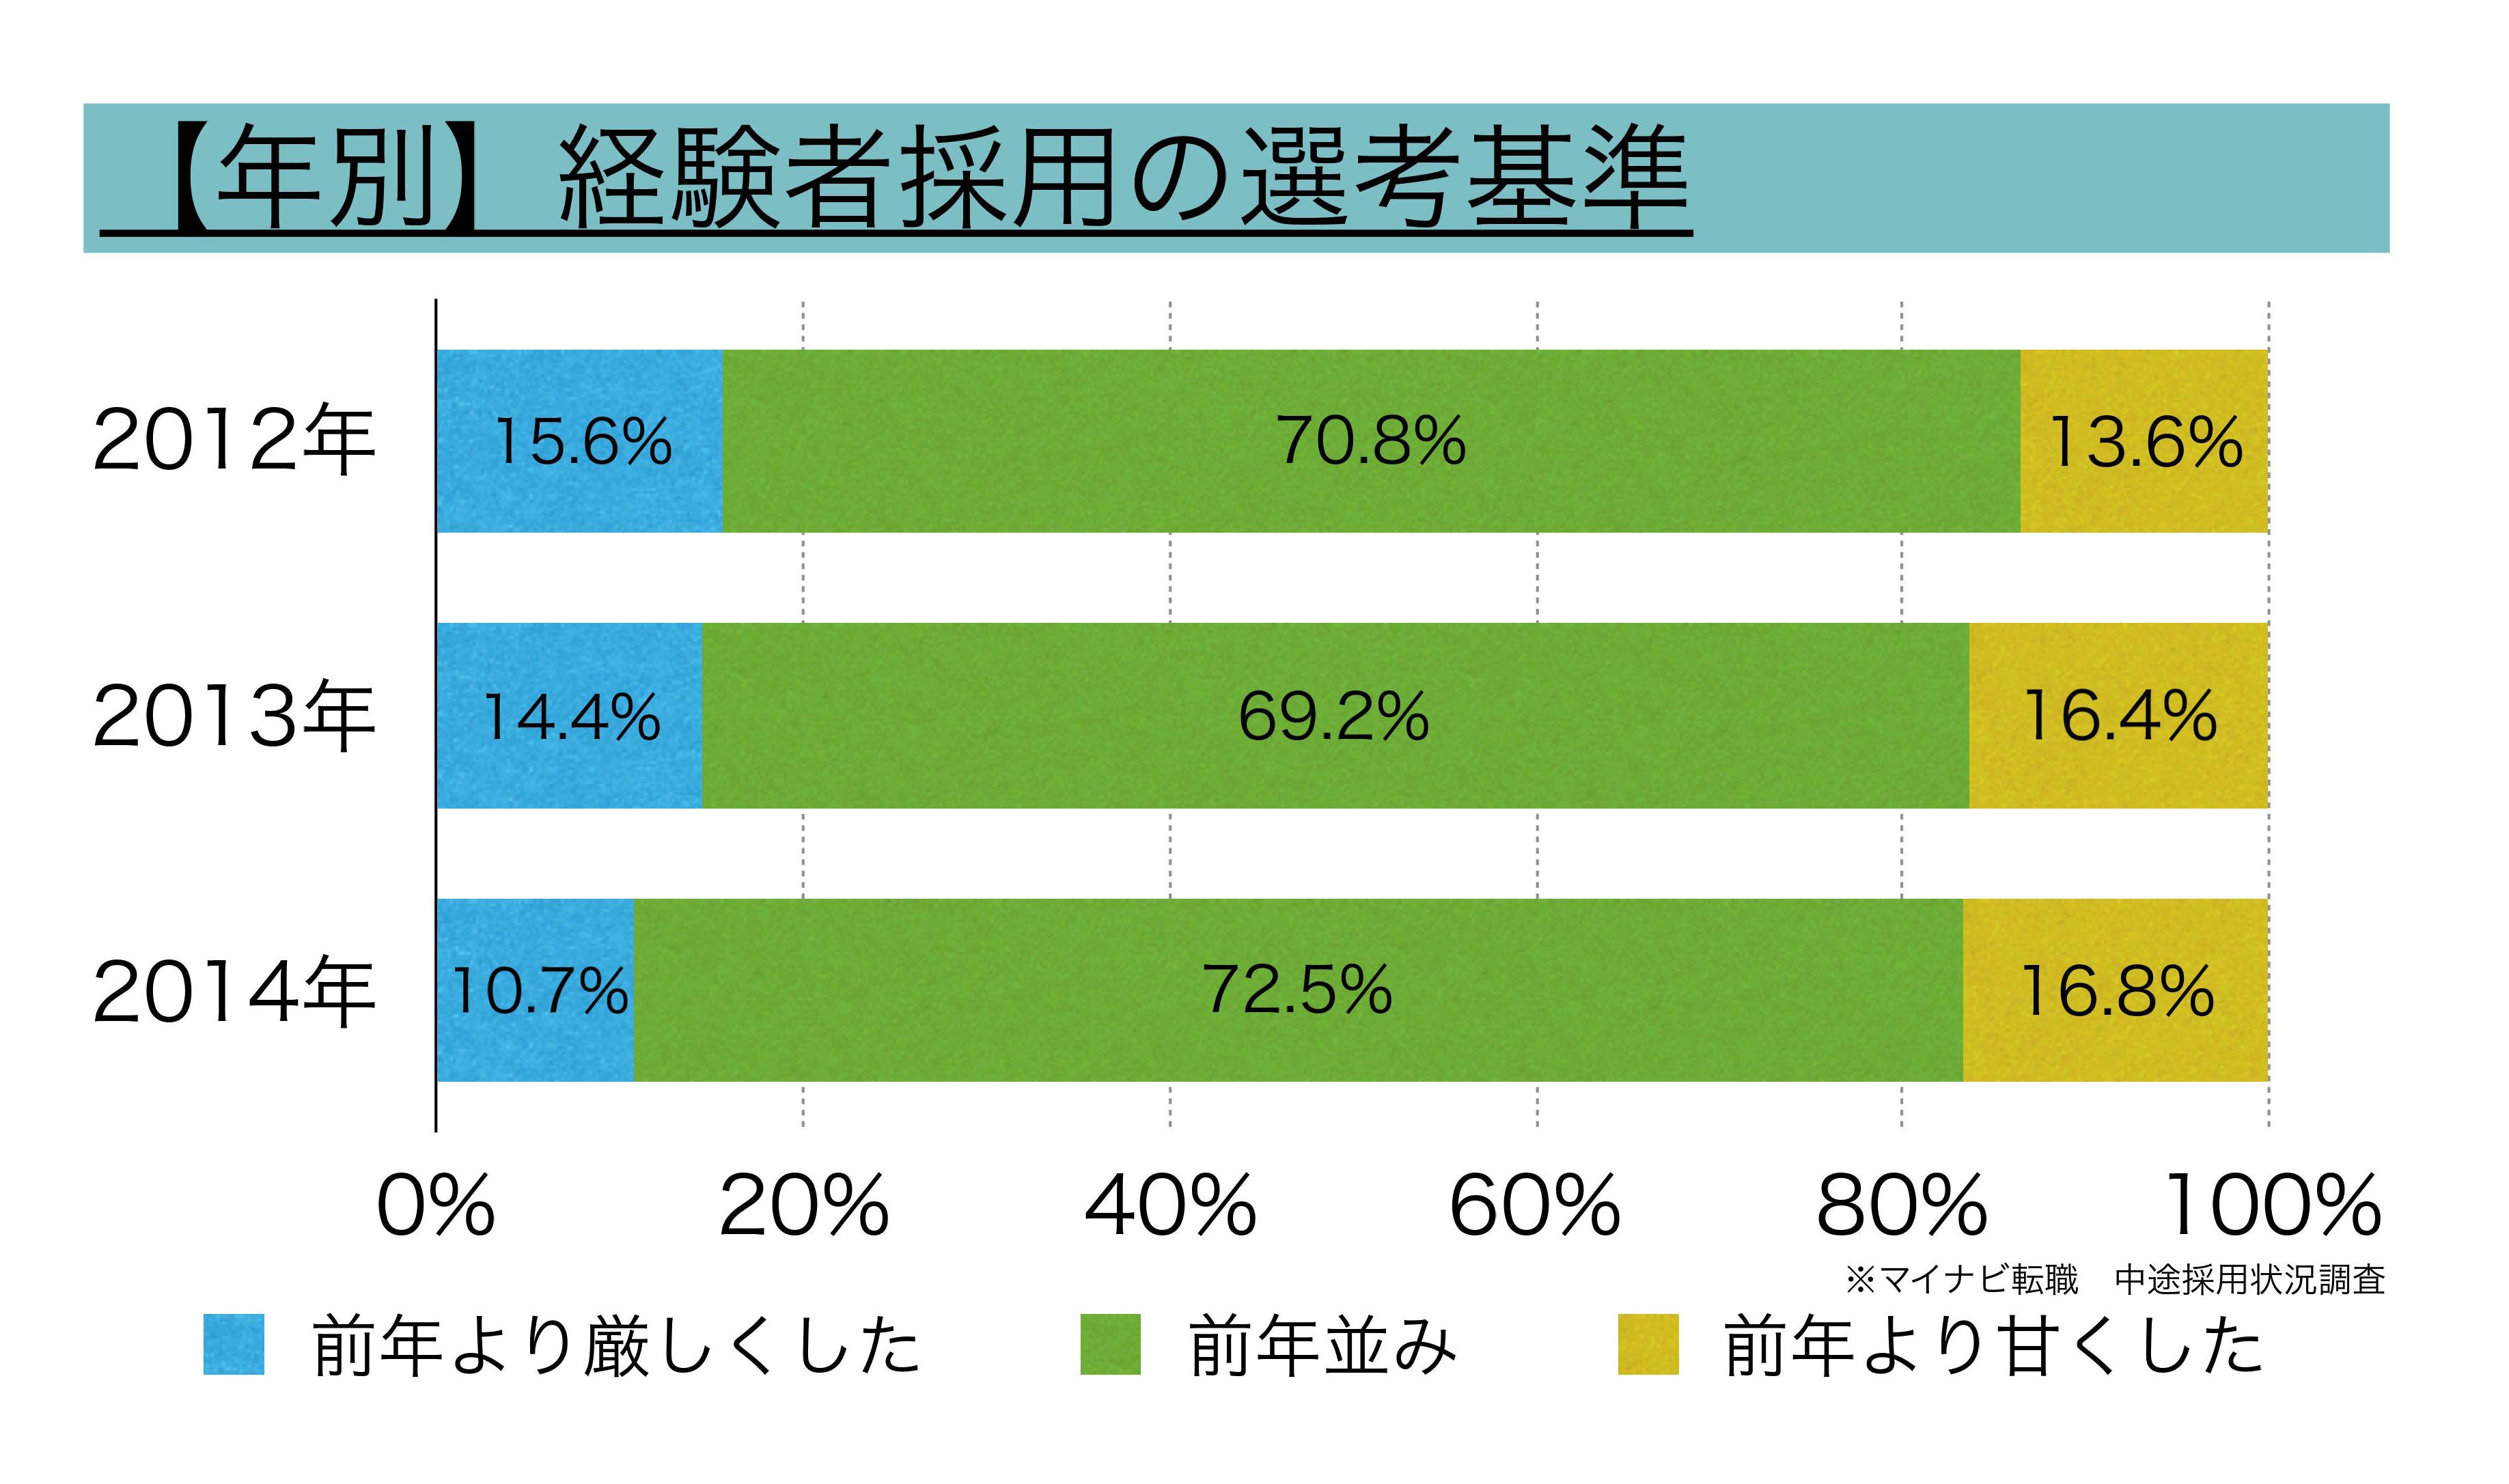 【年別】経験者採用の選考基準
2012年 15.6% 70.8% 13.6%
2013年 14.4% 69.2% 16.4%
2014年 10.7% 72.5% 16.8%
0% 20% 40% 60% 80% 100%
※マイナビ転職　中途採用状況調査
前年より厳しくした 前年並み 前年より甘くした